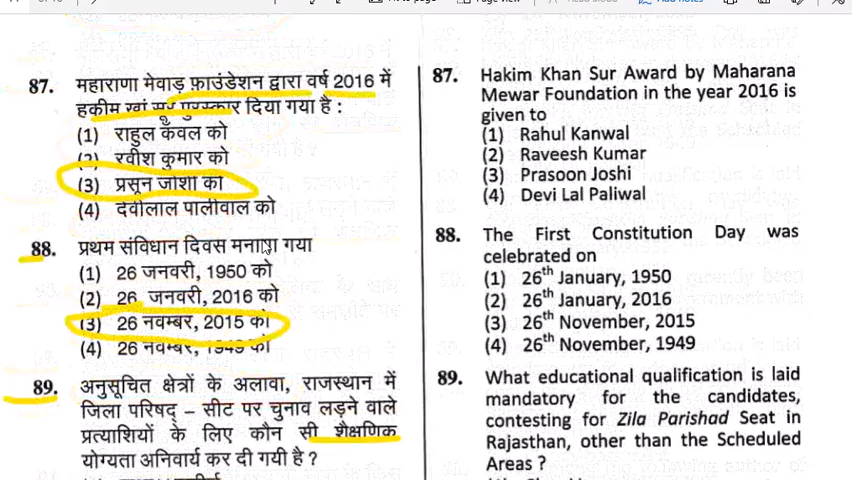 87. महाराणा मेवाड़ फ़ाउंडेशन द्वारा वर्ष 2016 में
हकीम खां सूर पुरस्कार दिया गया है :
(1) राहुल कँवल को
(2) रवीश कुमार को
(3) प्रसून जोशी को
(4) देवीलाल पालीवाल को
88. प्रथम संविधान दिवस मनाया गया
(1) 26 जनवरी, 1950 को
(2) 26 जनवरी, 2016 को
(3) 26 नवम्बर, 2015 को
(4) 26 नवम्बर, 1949 को
89. अनुसूचित क्षेत्रों के अलावा, राजस्थान में
जिला परिषद् – सीट पर चुनाव लड़ने वाले
प्रत्याशियों के लिए कौन सी शैक्षणिक
योग्यता अनिवार्य कर दी गयी है ?
87. Hakim Khan Sur Award by Maharana
Mewar Foundation in the year 2016 is
given to
(1) Rahul Kanwal
(2) Raveesh Kumar
(3) Prasoon Joshi
(4) Devi Lal Paliwal
88. The First Constitution Day was
celebrated on
(1) 26th January, 1950
(2) 26th January, 2016
(3) 26th November, 2015
(4) 26th November, 1949
89. What educational qualification is laid
mandatory for the candidates,
contesting for Zila Parishad Seat in
Rajasthan, other than the Scheduled
Areas ?